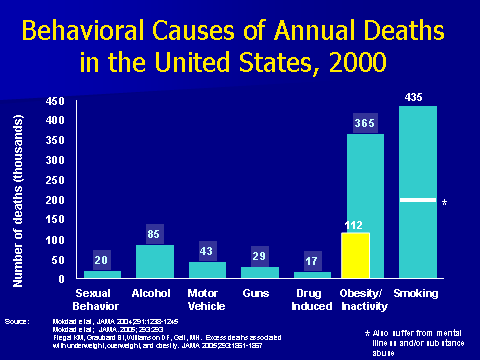 Behavioral Causes of Annual Deaths
in the United States, 2000
Number of deaths (thousands)
450
400
350
300
250
200
150
100
50
0
20
85
43
29
17
365
112
435
*
Sexual
Behavior
Alcohol
Motor
Vehicle
Guns
Drug
Induced
Obesity/
Inactivity
Smoking
Source:
Mokdad et al, JAMA 2004;291:1238-1245
Mokdad et al; JAMA. 2005; 293:293
Flegal KM, Graubard BI, Williamson DF, Gail, MH. Excess deaths associated
with underweight, overweight, and obesity. JAMA 2005;293:1861-1867
* Also suffer from mental
illness and/or substance
abuse